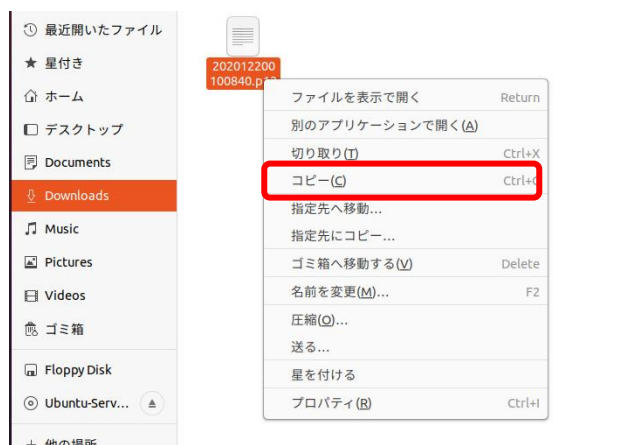 最近開いたファイル
星付き
ホーム
デスクトップ
Documents
Downloads
Music
Pictures
Videos
ゴミ箱
Floppy Disk
Ubuntu-Serv...
他の場所
202012200
100840.p12
ファイルを表示で開く Return
別のアプリケーションで開く(A)
切り取り(T) Ctrl+X
コピー(C) Ctrl+C
指定先へ移動...
指定先にコピー...
ゴミ箱へ移動する(V) Delete
名前を変更(M)... F2
圧縮(O)...
送る...
星を付ける
プロパティ(R) Ctrl+I